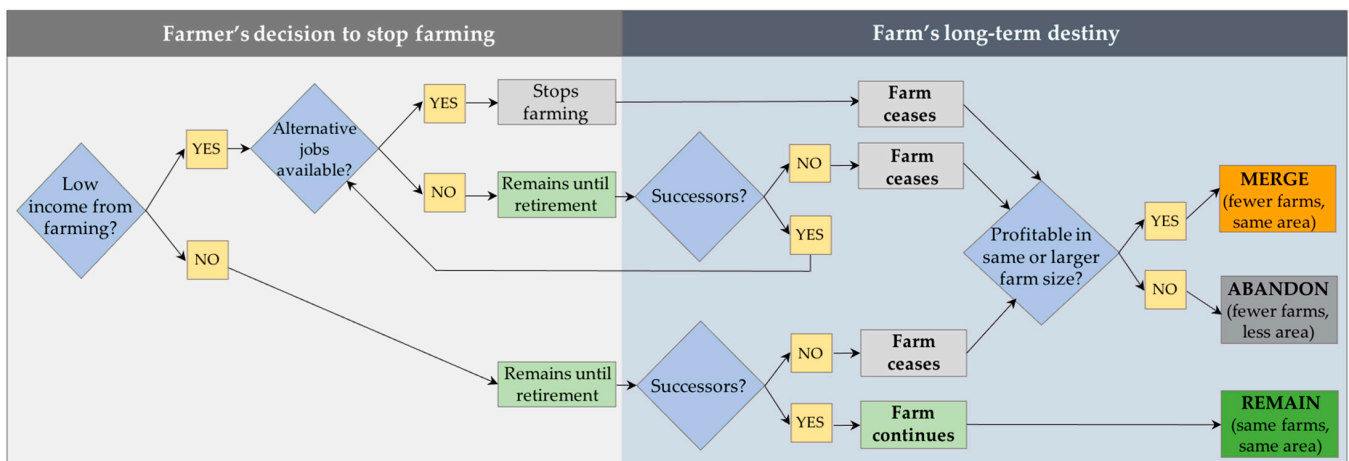 Farmer's decision to stop farming
Farm's long-term destiny
Low
income from
farming?
YES
NO
Alternative
jobs
available?
YES
NO
Stops
farming
Remains until
retirement
Successors?
NO
YES
Farm
ceases
Farm
ceases
Remains until
retirement
Successors?
NO
YES
Farm
ceases
Farm
continues
Profitable in
same or larger
farm size?
YES
NO
MERGE
(fewer farms,
same area)
ABANDON
(fewer farms,
less area)
REMAIN
(same farms,
same area)